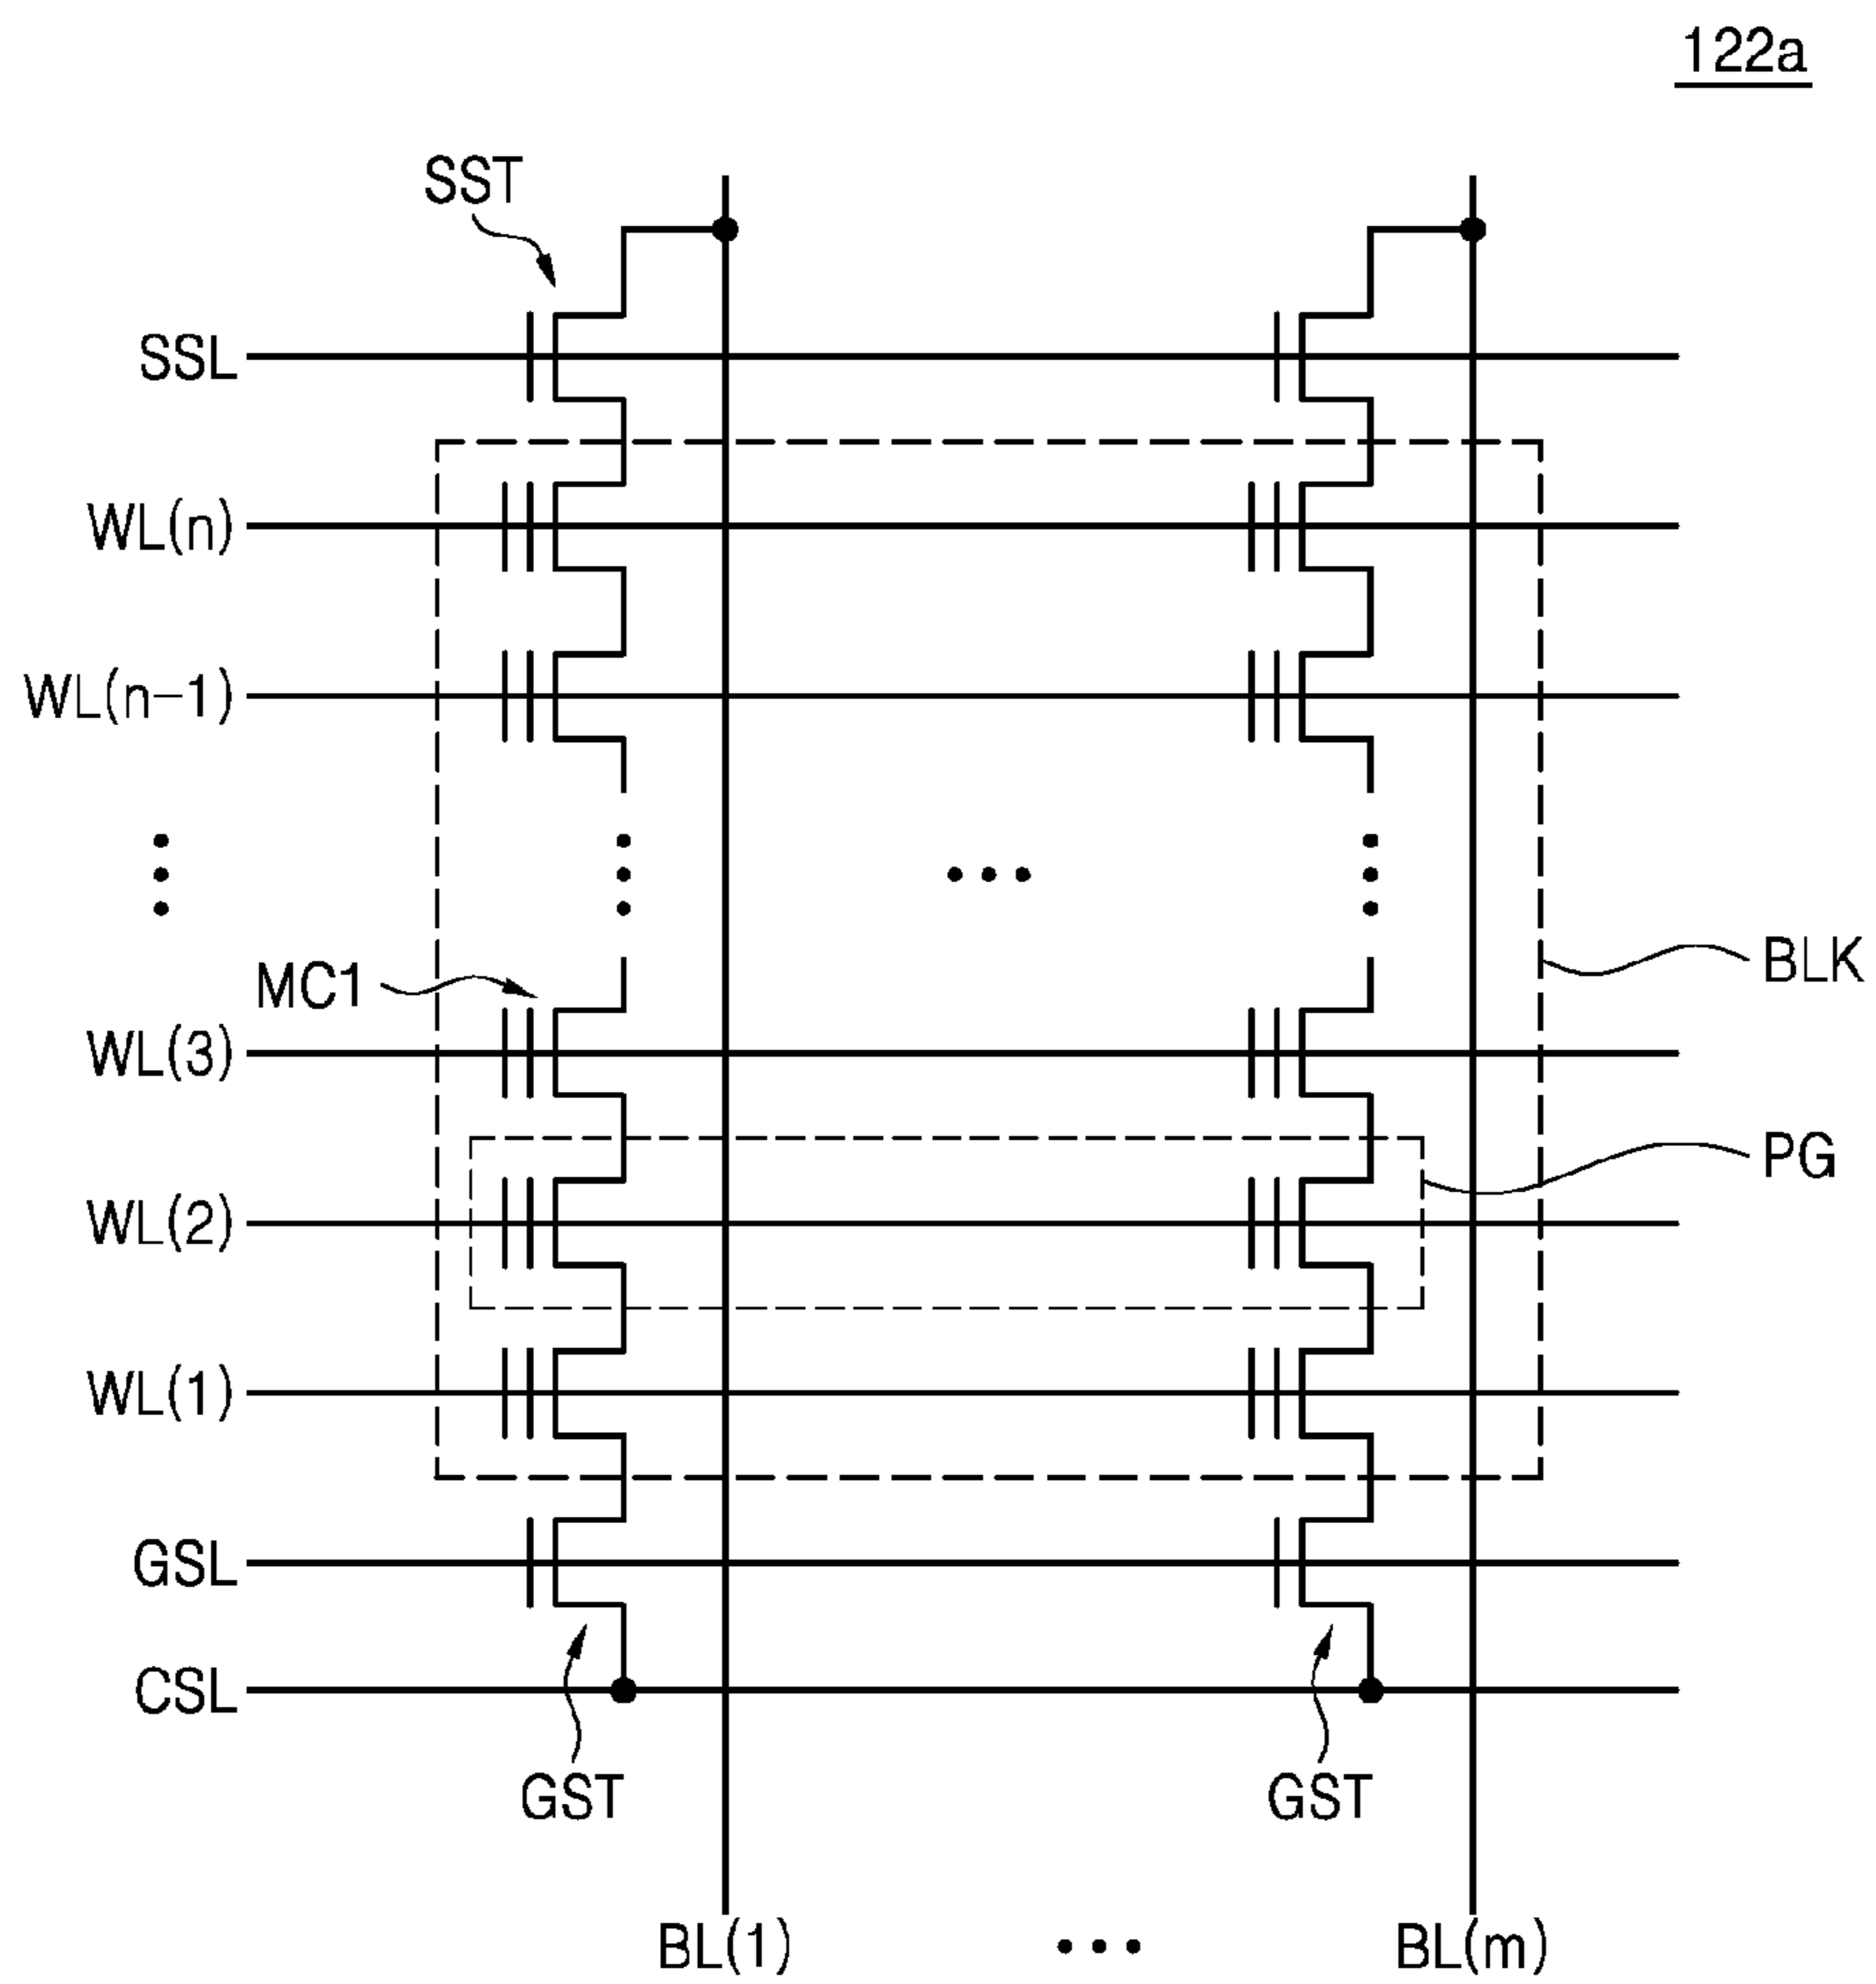 122a
SST
SSL
WL(n)
WL(n-1)
BLK
MC1
WL(3)
PG
WL(2)
WL(1)
GSL
CSL
GST
GST
BL(1)
BL(m)